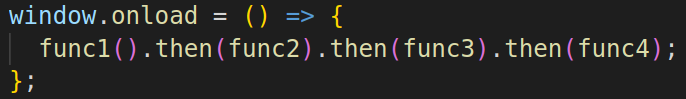 window.onload = () => {
func1().then(func2).then(func3).then(func4);
};